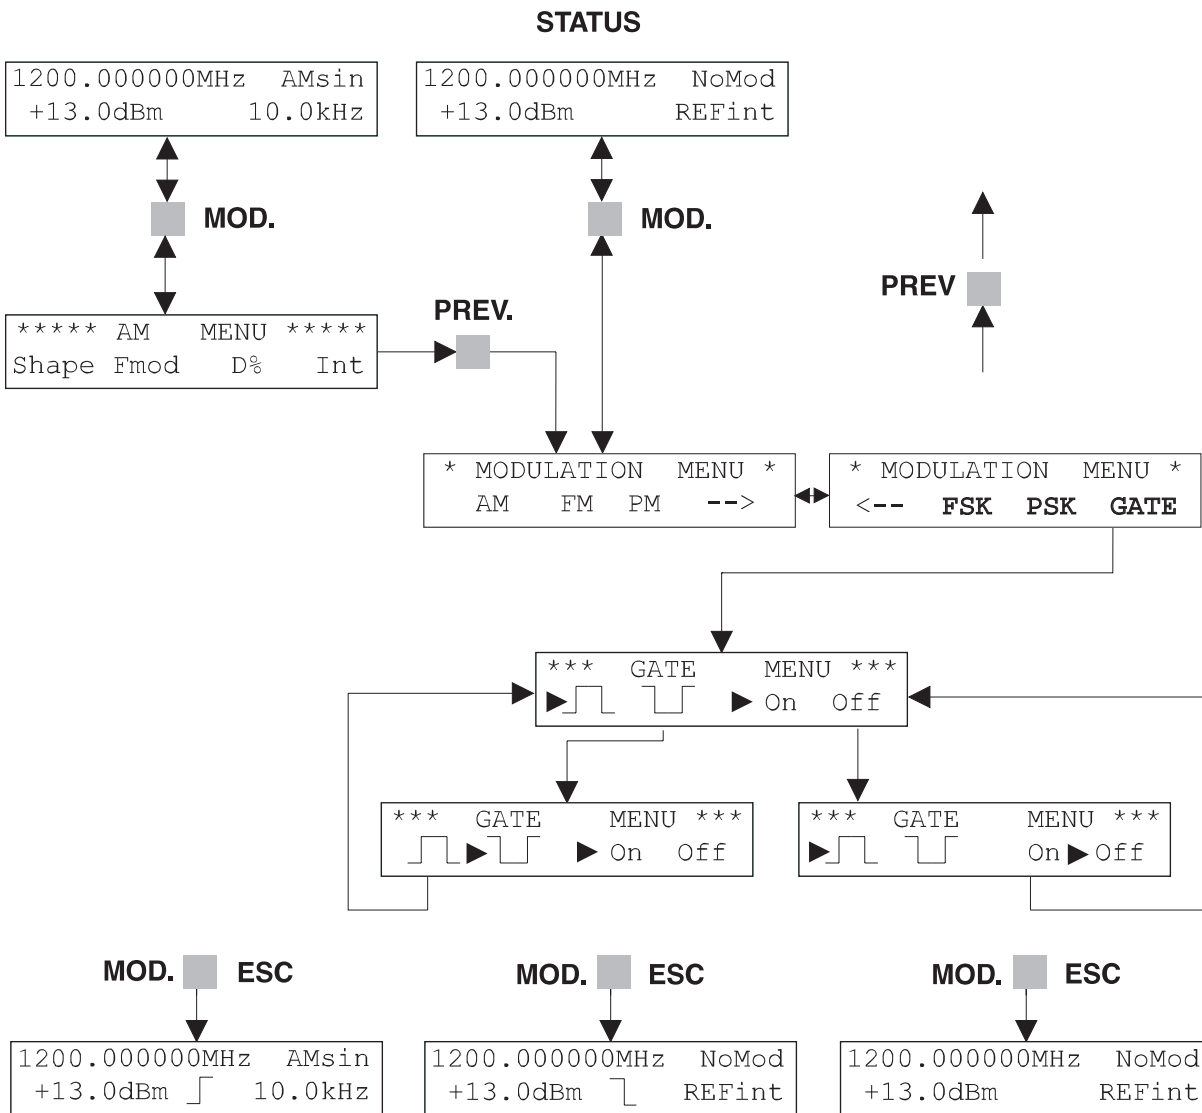 STATUS
1200.000000MHz AMsin
+13.0dBm 10.0kHz
1200.000000MHz NoMod
+13.0dBm REFint
MOD.
MOD.
PREV
PREV.
***** AM MENU *****
Shape Fmod D% Int
* MODULATION MENU *
AM FM PM -->
* MODULATION MENU *
<-- FSK PSK GATE
*** GATE MENU ***
On Off
*** GATE MENU ***
On Off
*** GATE MENU ***
On Off
MOD. ESC
MOD. ESC
MOD. ESC
1200.000000MHz AMsin
+13.0dBm 10.0kHz
1200.000000MHz NoMod
+13.0dBm REFint
1200.000000MHz NoMod
+13.0dBm REFint